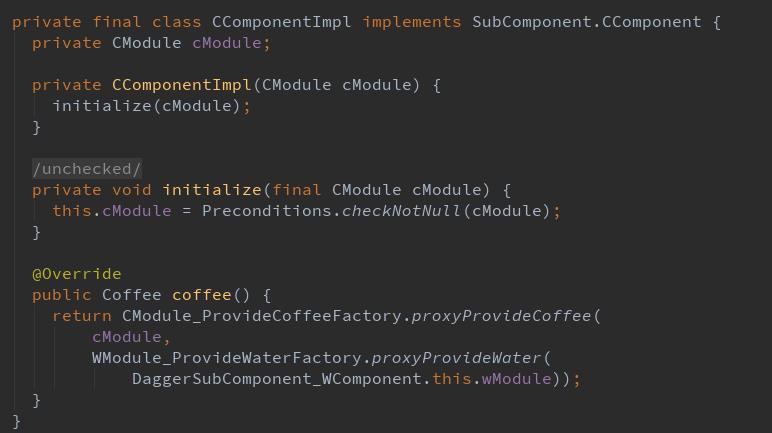 private final class CComponentImpl implements SubComponent.CComponent {
  private CModule cModule;

  private CComponentImpl(CModule cModule) {
    initialize(cModule);
  }

  /unchecked/
  private void initialize(final CModule cModule) {
    this.cModule = Preconditions.checkNotNull(cModule);
  }

  @Override
  public Coffee coffee() {
    return CModule_ProvideCoffeeFactory.proxyProvideCoffee(
        cModule,
        WModule_ProvideWaterFactory.proxyProvideWater(
            DaggerSubComponent_WComponent.this.wModule));
  }
}